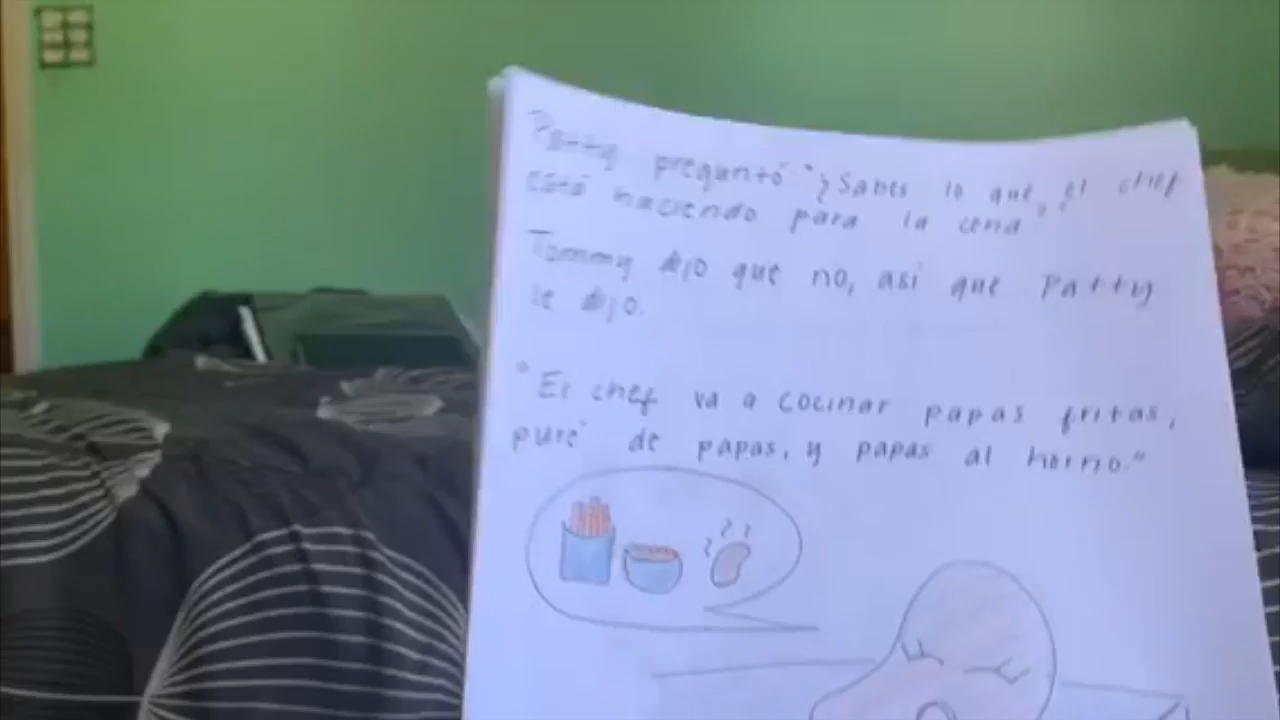 Patty preguntó "¿Sabes lo que el chef
está haciendo para la cena?"
Tommy dijo que no, así que Patty
le dijo.
"El chef va a cocinar papas fritas,
puré de papas, y papas al horno."